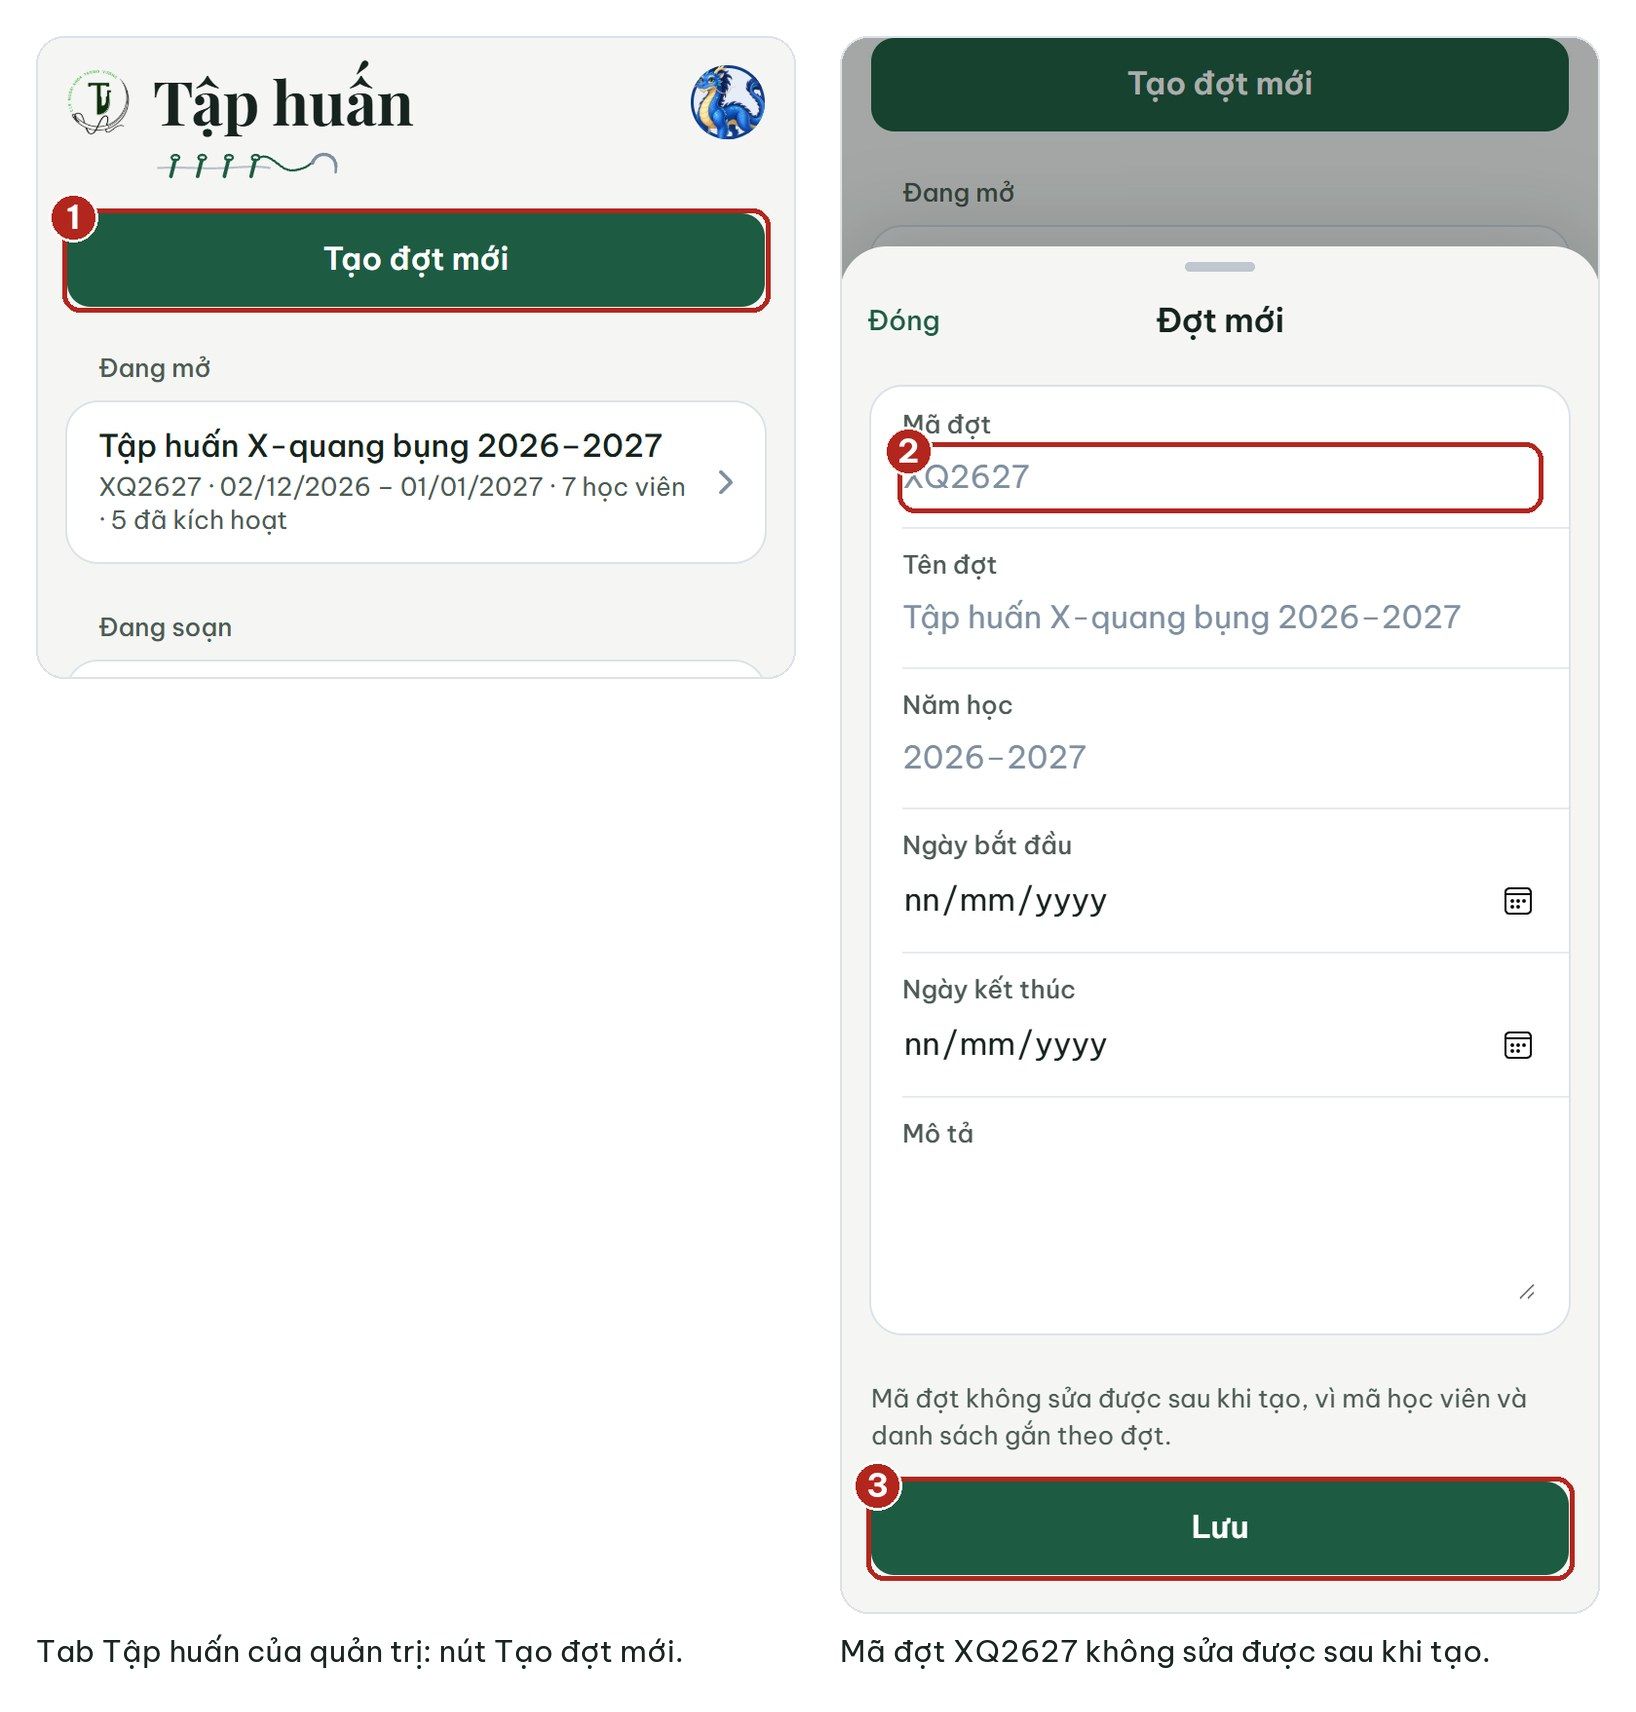 Tập huấn
1
Tạo đợt mới
Đang mở
Tập huấn X-quang bụng 2026–2027
XQ2627 · 02/12/2026 – 01/01/2027 · 7 học viên
· 5 đã kích hoạt
Đang soạn
Tab Tập huấn của quản trị: nút Tạo đợt mới.
Tạo đợt mới
Đang mở
Đóng
Đợt mới
Mã đợt
2
XQ2627
Tên đợt
Tập huấn X-quang bụng 2026–2027
Năm học
2026–2027
Ngày bắt đầu
nn/mm/yyyy
Ngày kết thúc
nn/mm/yyyy
Mô tả
Mã đợt không sửa được sau khi tạo, vì mã học viên và
danh sách gắn theo đợt.
3
Lưu
Mã đợt XQ2627 không sửa được sau khi tạo.